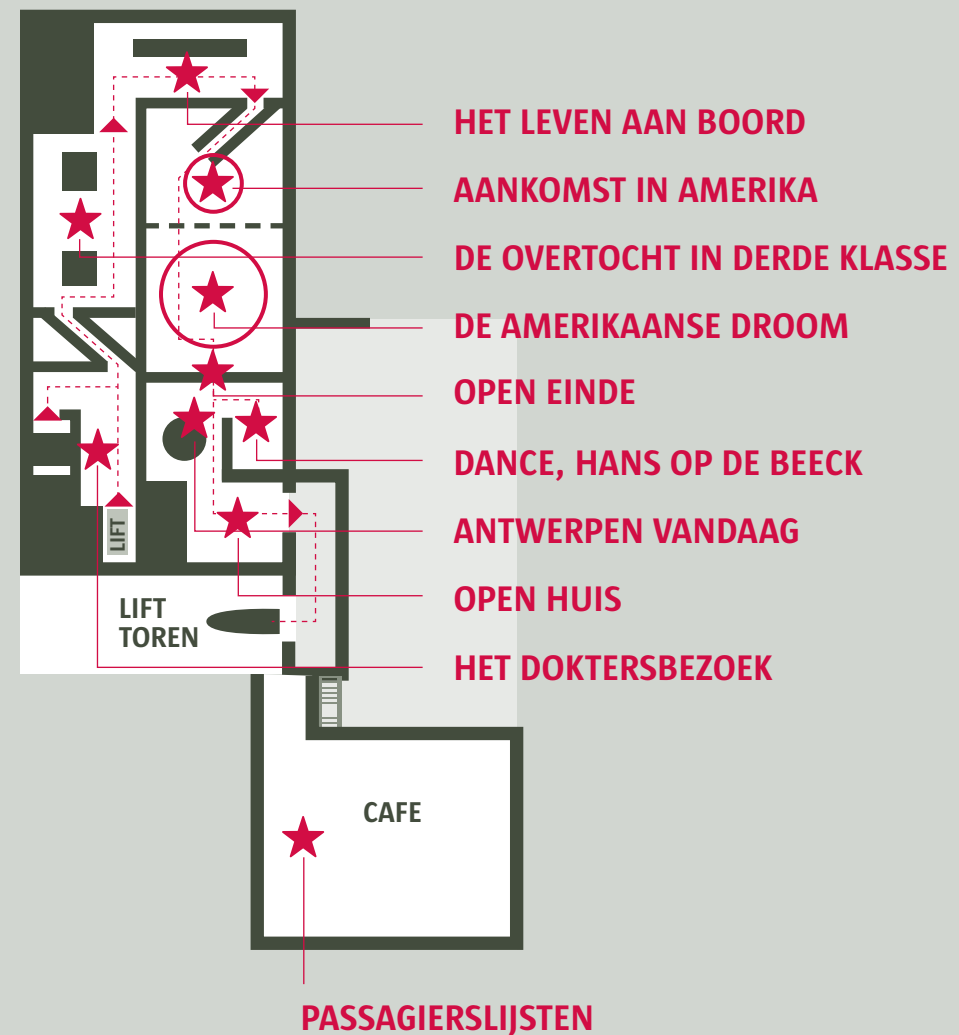 HET LEVEN AAN BOORD
AANKOMST IN AMERIKA
DE OVERTOCHT IN DERDE KLASSE
DE AMERIKAANSE DROOM
OPEN EINDE
DANCE, HANS OP DE BEECK
ANTWERPEN VANDAAG
OPEN HUIS
HET DOKTERSBEZOEK
LIFT
LIFT
TOREN
CAFE
PASSAGIERSLIJSTEN